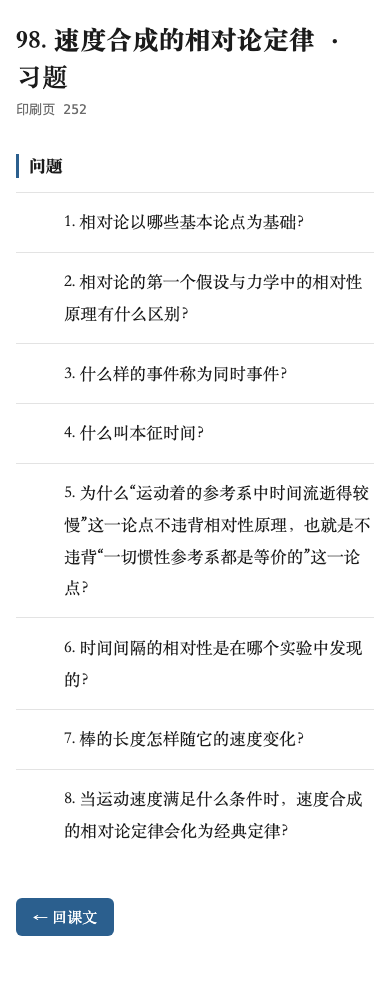 98. 速度合成的相对论定律 ·
习题
印刷页 252
问题
1. 相对论以哪些基本论点为基础?
2. 相对论的第一个假设与力学中的相对性
原理有什么区别?
3. 什么样的事件称为同时事件?
4. 什么叫本征时间?
5. 为什么“运动着的参考系中时间流逝得较
慢”这一论点不违背相对性原理，也就是不
违背“一切惯性参考系都是等价的”这一论
点?
6. 时间间隔的相对性是在哪个实验中发现
的?
7. 棒的长度怎样随它的速度变化?
8. 当运动速度满足什么条件时，速度合成
的相对论定律会化为经典定律?
← 回课文